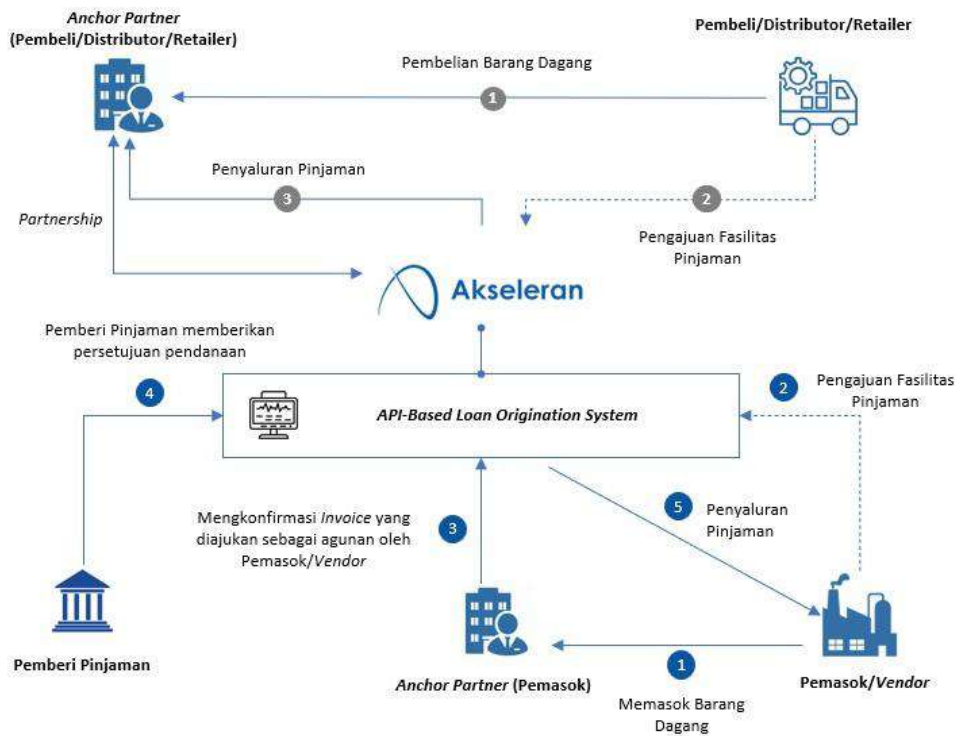 Anchor Partner
(Pembeli/Distributor/Retailer)
Pembeli/Distributor/Retailer
Pembelian Barang Dagang
1
Penyaluran Pinjaman
3
2
Partnership
Pengajuan Fasilitas
Pinjaman
Akseleran
Pemberi Pinjaman memberikan
persetujuan pendanaan
4
2
Pengajuan Fasilitas
Pinjaman
API-Based Loan Origination System
Mengkonfirmasi Invoice yang
diajukan sebagai agunan oleh
Pemasok/Vendor
3
5
Penyaluran
Pinjaman
Pemberi Pinjaman
Anchor Partner (Pemasok)
1
Memasok Barang
Dagang
Pemasok/Vendor